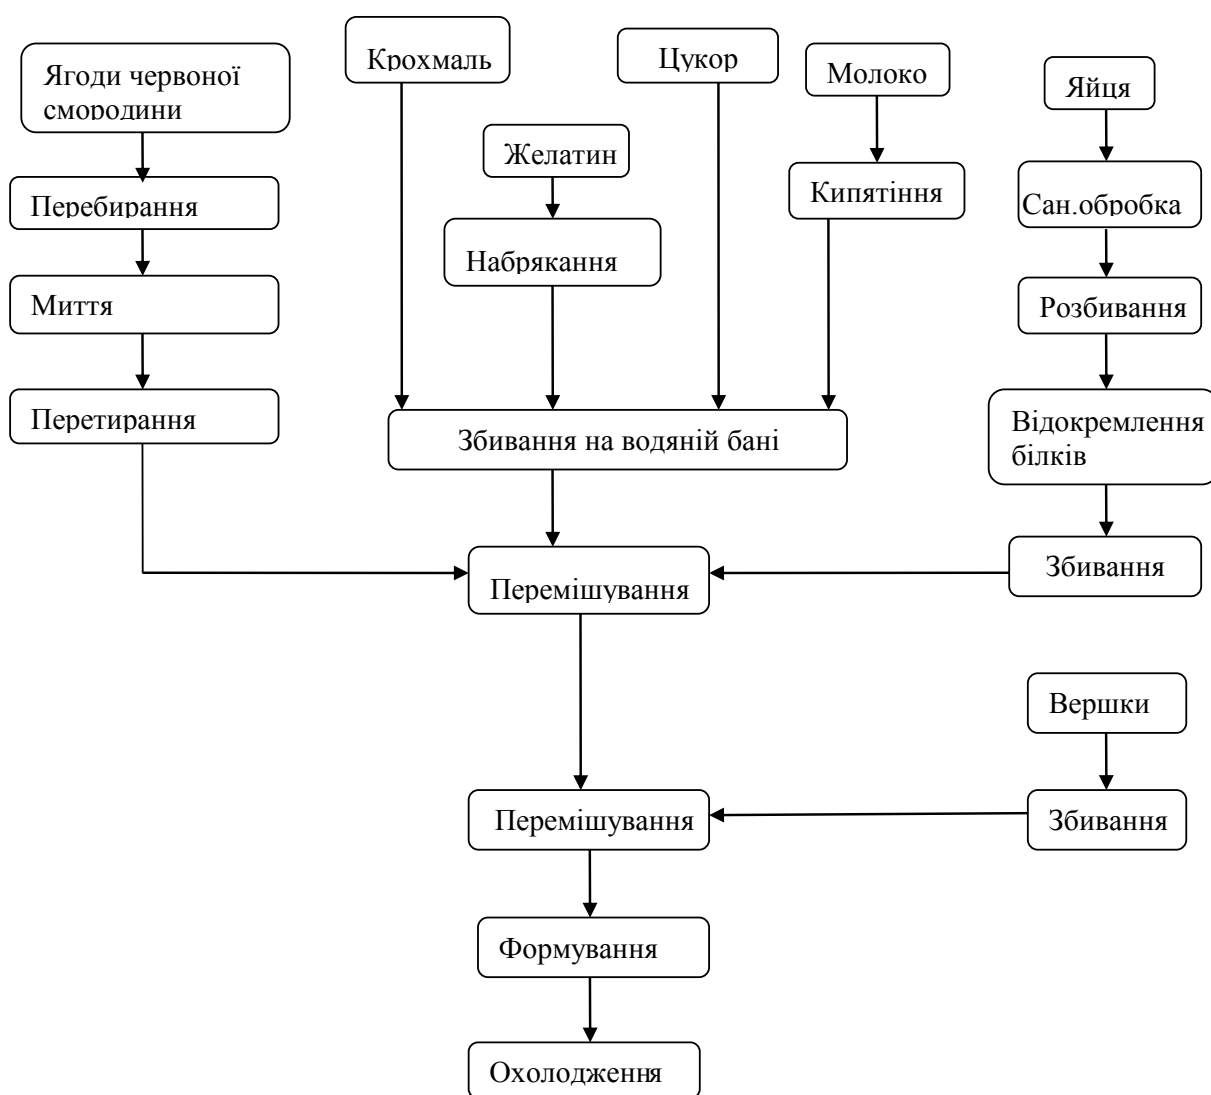 Ягоди червоної
смородини
Крохмаль
Цукор
Молоко
Яйця
Желатин
Перебирання
Кипятіння
Сан.обробка
Набрякання
Миття
Розбивання
Перетирання
Збивання на водяній бані
Відокремлення
білків
Перемішування
Збивання
Вершки
Перемішування
Збивання
Формування
Охолодження